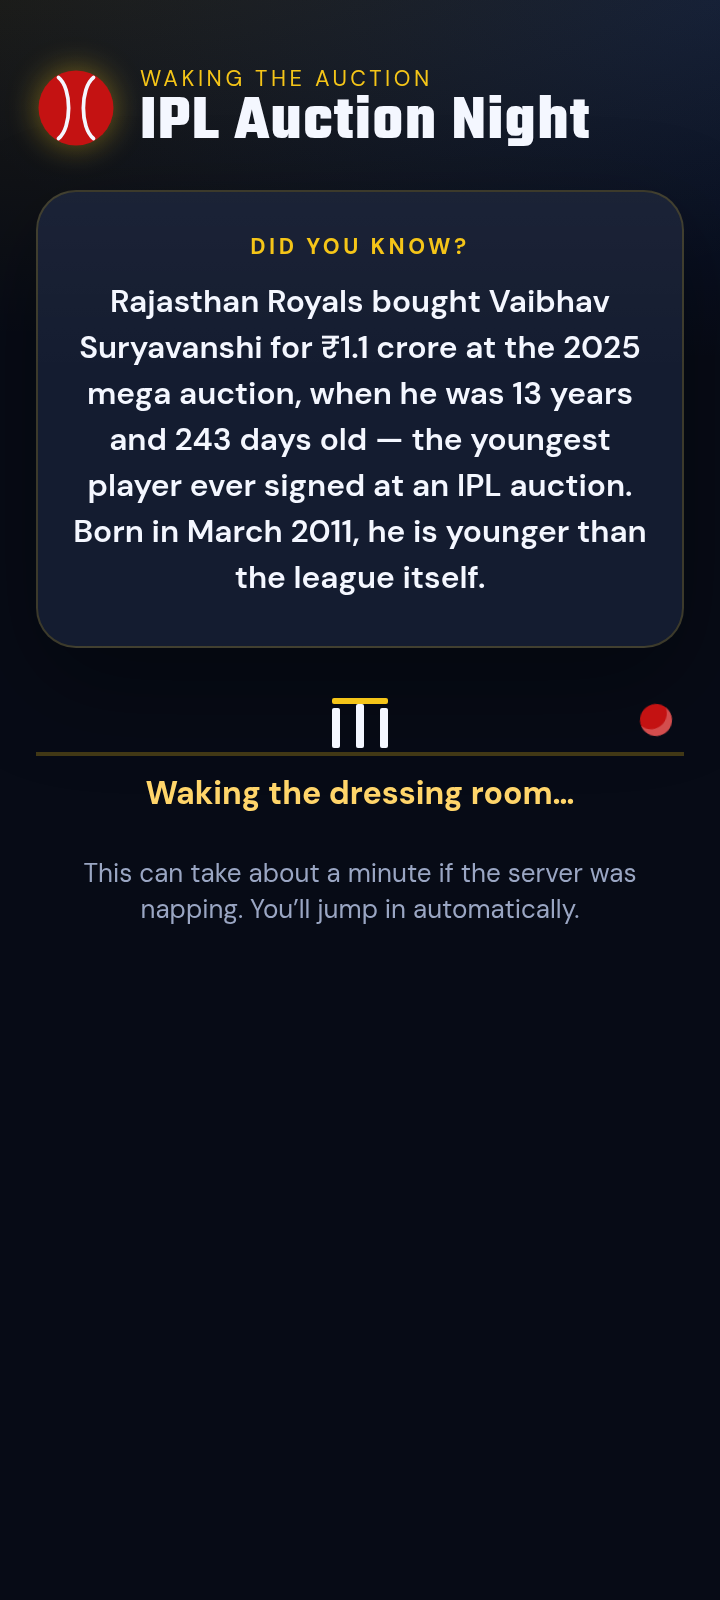 WAKING THE AUCTION
IPL Auction Night
DID YOU KNOW?
Rajasthan Royals bought Vaibhav
Suryavanshi for ₹1.1 crore at the 2025
mega auction, when he was 13 years
and 243 days old — the youngest
player ever signed at an IPL auction.
Born in March 2011, he is younger than
the league itself.
Waking the dressing room…
This can take about a minute if the server was
napping. You’ll jump in automatically.